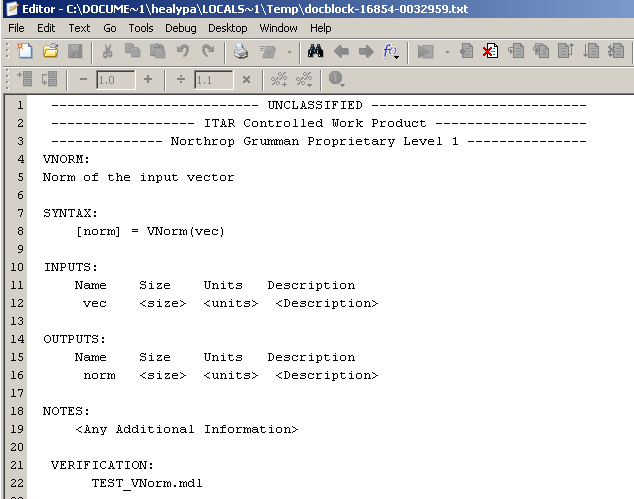 Editor - C:\DOCUME~1\healypa\LOCALS~1\Temp\docblock-16854-0032959.txt
File Edit Text Go Tools Debug Desktop Window Help
1.0 1.1
1 -------------------------- UNCLASSIFIED ---------------------------
2 ------------------ ITAR Controlled Work Product -------------------
3 -------------- Northrop Grumman Proprietary Level 1 ---------------
4 VNORM:
5 Norm of the input vector
6
7 SYNTAX:
8 [norm] = VNorm(vec)
9
10 INPUTS:
11 Name Size Units Description
12 vec <size> <units> <Description>
13
14 OUTPUTS:
15 Name Size Units Description
16 norm <size> <units> <Description>
17
18 NOTES:
19 <Any Additional Information>
20
21 VERIFICATION:
22 TEST_VNorm.mdl